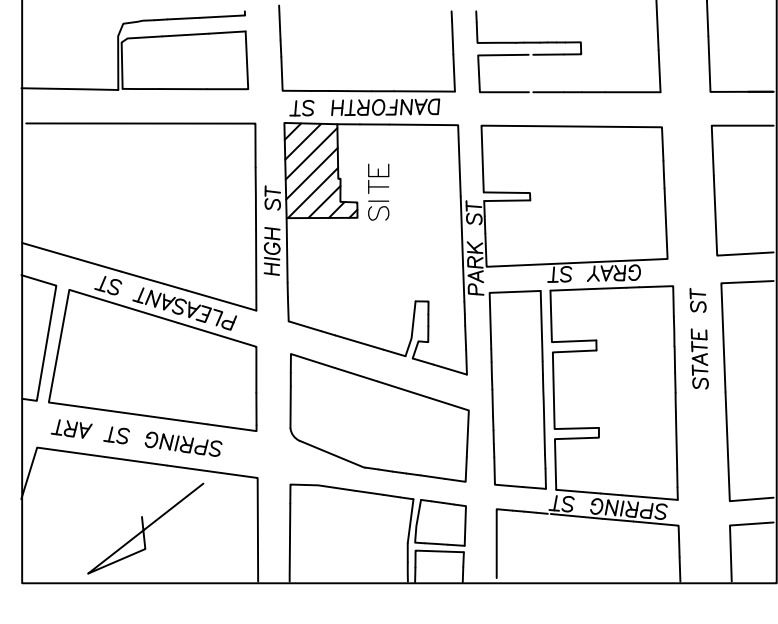 DANFORTH ST
SITE
HIGH ST
PARK ST
GRAY ST
PLEASANT ST
STATE ST
SPRING ST ART
SPRING ST